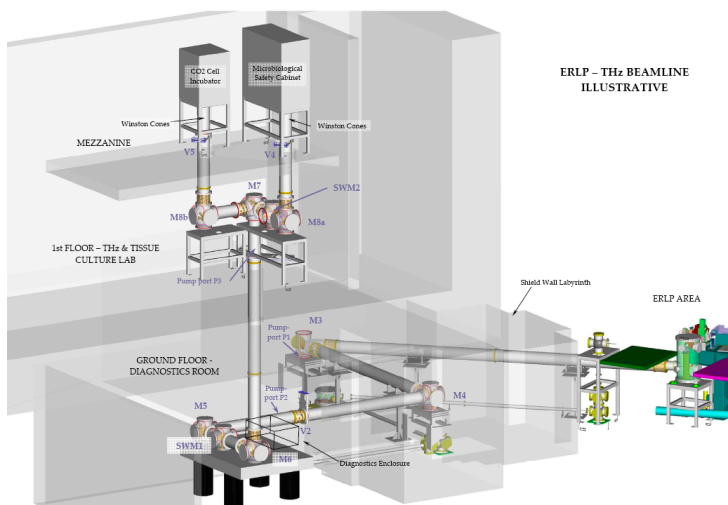 ERLP – THz BEAMLINE
ILLUSTRATIVE
CO2 Cell
Incubator
Microbiological
Safety Cabinet
Winston Cones
Winston Cones
MEZZANINE
V5
V4
M7
SWM2
M8b
M8a
1st FLOOR – THz & TISSUE
CULTURE LAB
Pump port P3
Shield Wall Labyrinth
ERLP AREA
M3
Pump-
port P1
GROUND FLOOR -
DIAGNOSTICS ROOM
Pump-
port P2
M4
M5
V2
SWM1
M6
Diagnostics Enclosure